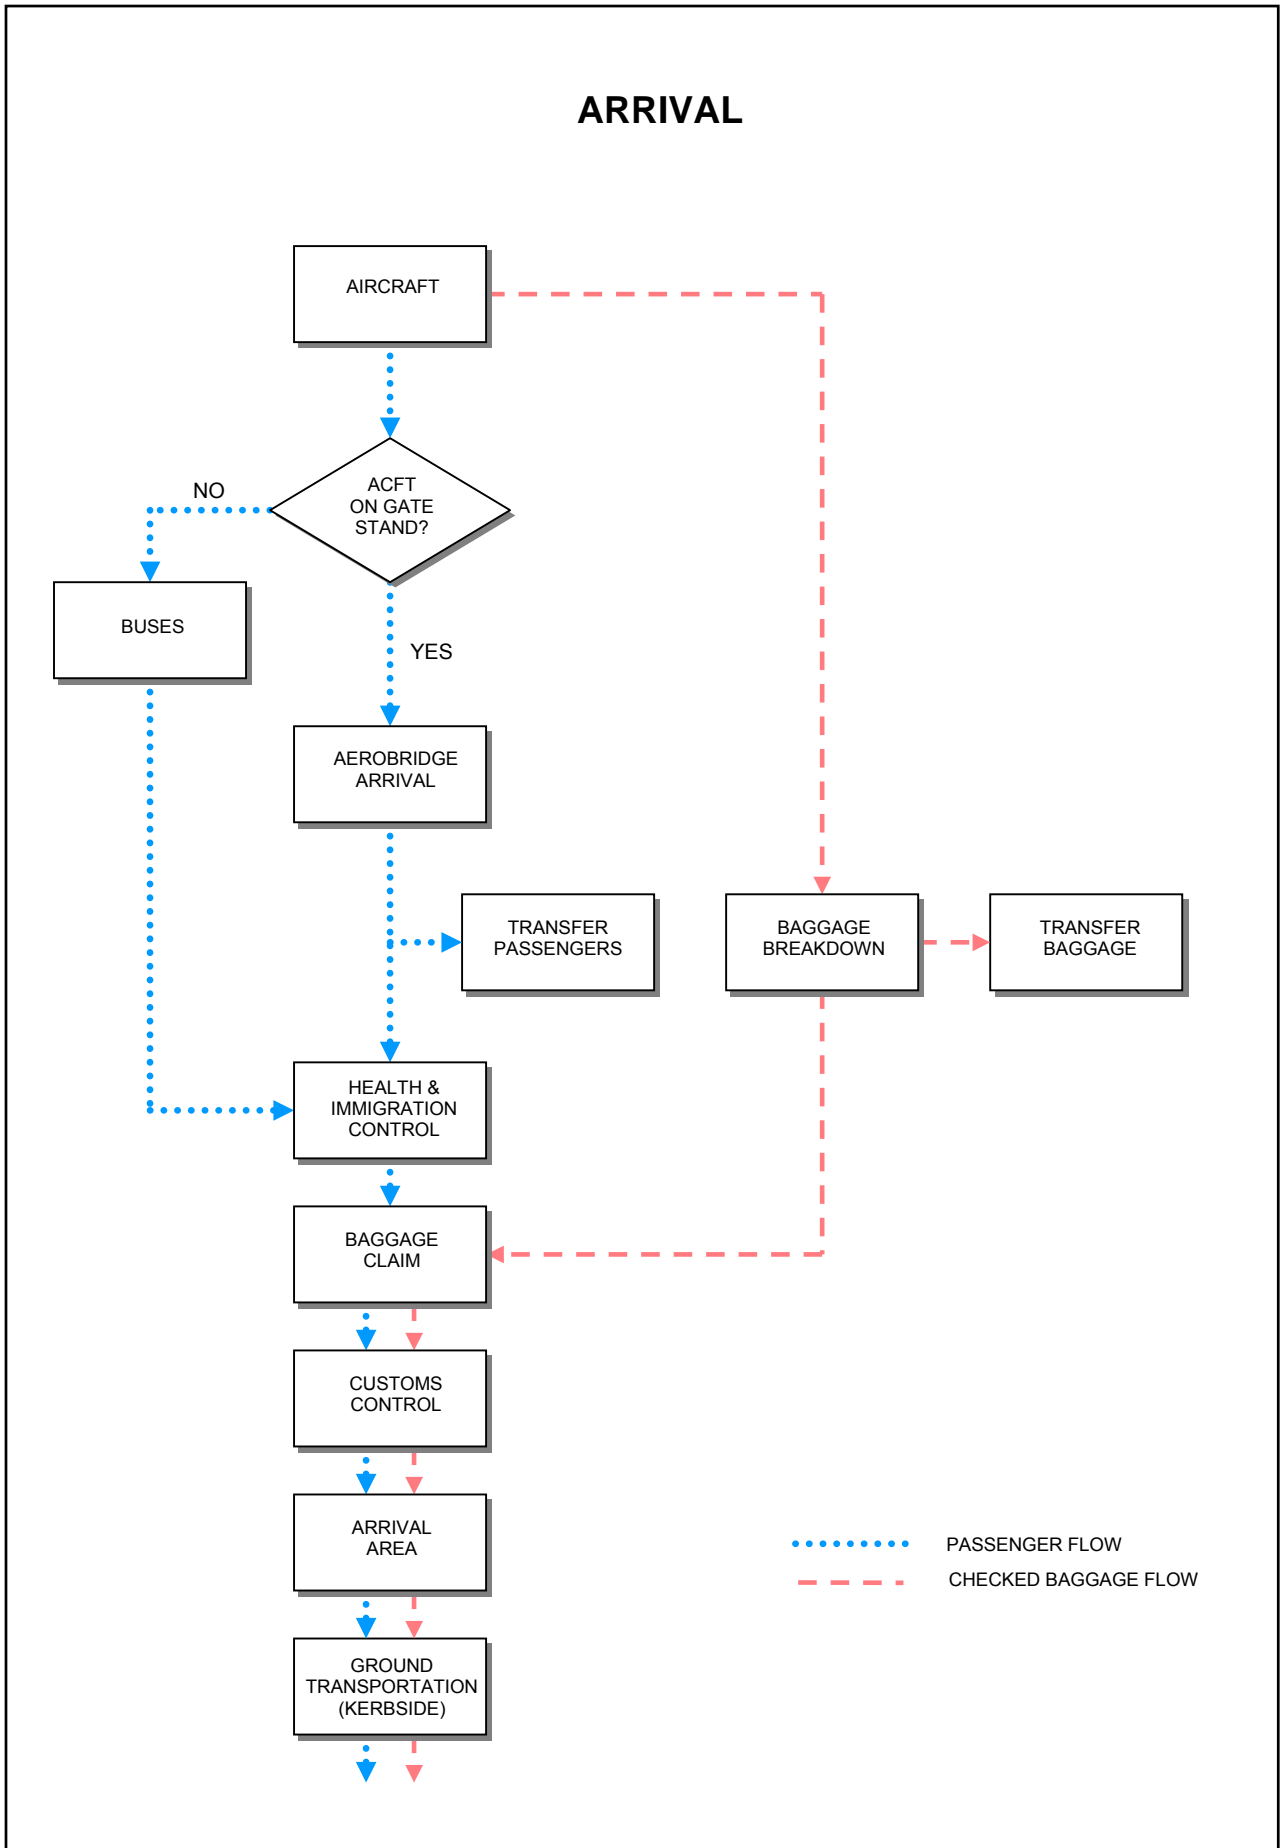 ARRIVAL
AIRCRAFT
ACFT
ON GATE
STAND?
NO
YES
BUSES
AEROBRIDGE
ARRIVAL
TRANSFER
PASSENGERS
BAGGAGE
BREAKDOWN
TRANSFER
BAGGAGE
HEALTH &
IMMIGRATION
CONTROL
BAGGAGE
CLAIM
CUSTOMS
CONTROL
ARRIVAL
AREA
GROUND
TRANSPORTATION
(KERBSIDE)
PASSENGER FLOW
CHECKED BAGGAGE FLOW